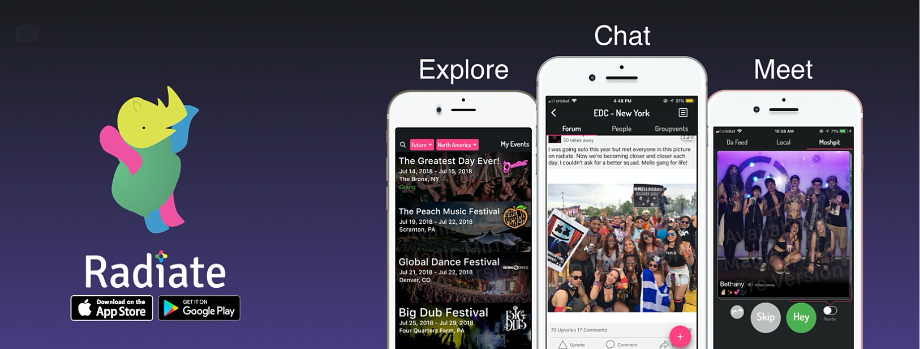 Chat
Explore
Meet
Radiate
Download on the
App Store
GET IT ON
Google Play
Future
North America
My Events
The Greatest Day Ever!
Jul 14, 2018 - Jul 15, 2018
The Bronx, NY
Going
The Peach Music Festival
Jul 19, 2018 - Jul 22, 2018
Scranton, PA
Global Dance Festival
Jul 21, 2018 - Jul 22, 2018
Denver, CO
Big Dub Festival
Jul 25, 2018 - Jul 29, 2018
Four Quarters Farm, PA
BIG
DUB
cricket
4:48 PM
91%
EDC - New York
Forum
People
Groupvents
30 miles away
I was going solo this year but met everyone in this picture
on radiate. Now we're becoming closer and closer each
day. I couldn't ask for a better squad. Mello gang for life!
70 Upvotes 17 Comments
Upvote
Comment
cricket
10:36 AM
71%
Da Feed
Local
Moshpit
Bethany
miles away
Skip
Hey
Nearby